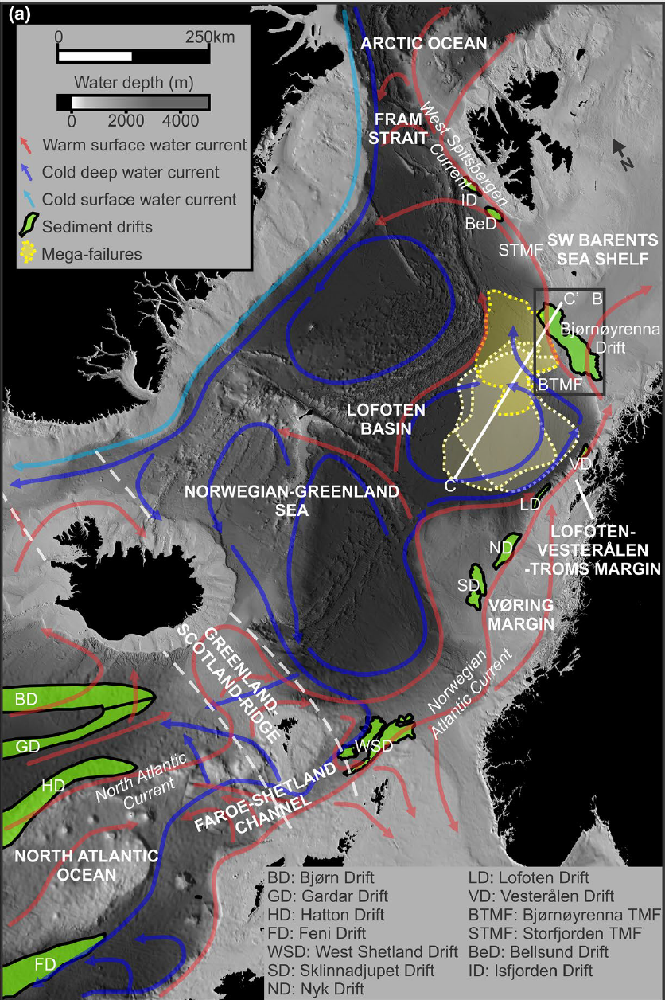 (a)
0 250km
Water depth (m)
0 2000 4000
Warm surface water current
Cold deep water current
Cold surface water current
Sediment drifts
Mega-failures
ARCTIC OCEAN
FRAM
STRAIT
West Spitsbergen
Current
N
ID
BeD
STMF
SW BARENTS
SEA SHELF
C' B
Bjørnøyrenna
Drift
BTMF
LOFOTEN
BASIN
C
VD
LD
NORWEGIAN-GREENLAND
SEA
LOFOTEN-
VESTERÅLEN
-TROMS MARGIN
ND
SD
VØRING
MARGIN
GREENLAND-
SCOTLAND-RIDGE
Norwegian
Atlantic Current
BD
GD
WSD
HD
North Atlantic
Current
FAROE-SHETLAND
CHANNEL
NORTH ATLANTIC
OCEAN
FD
BD: Bjørn Drift
GD: Gardar Drift
HD: Hatton Drift
FD: Feni Drift
WSD: West Shetland Drift
SD: Sklinnadjupet Drift
ND: Nyk Drift
LD: Lofoten Drift
VD: Vesterålen Drift
BTMF: Bjørnøyrenna TMF
STMF: Storfjorden TMF
BeD: Bellsund Drift
ID: Isfjorden Drift